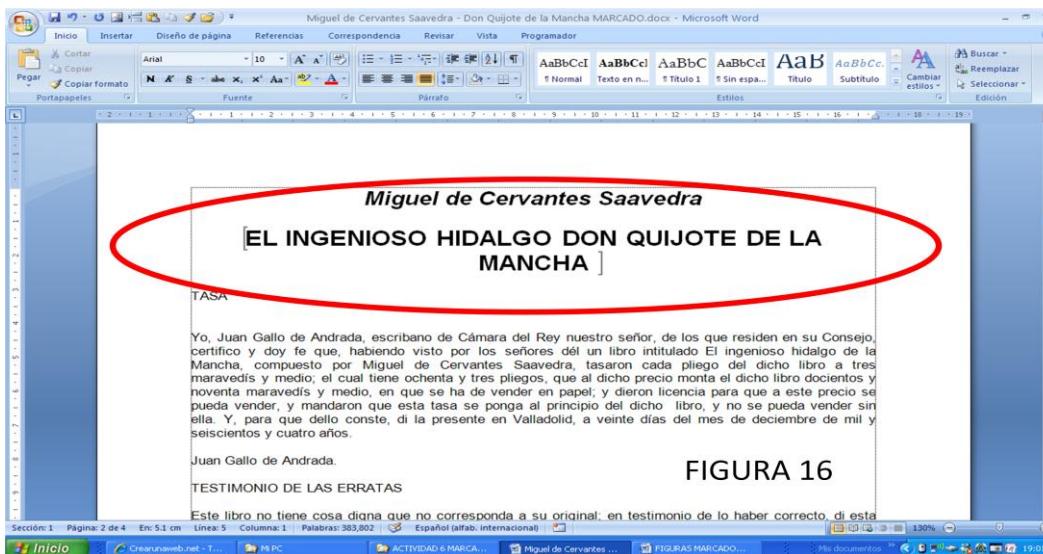 Miguel de Cervantes Saavedra - Don Quijote de la Mancha MARCADO.docx - Microsoft Word
Inicio Insertar Diseño de página Referencias Correspondencia Revisar Vista Programador
Cortar
Copiar
Copiar formato
Pegar
Arial 10
AaBbCcI AaBbCcI AaBbC AaBbCcI AaB AaBbCc.
¶ Normal Texto en n... ¶ Título 1 ¶ Sin espa... Título Subtítulo
Cambiar estilos
Buscar
Reemplazar
Seleccionar
Portapapeles Fuente Párrafo Estilos Edición
Miguel de Cervantes Saavedra
[EL INGENIOSO HIDALGO DON QUIJOTE DE LA
MANCHA ]
TASA
Yo, Juan Gallo de Andrada, escribano de Cámara del Rey nuestro señor, de los que residen en su Consejo,
certifico y doy fe que, habiendo visto por los señores dél un libro intitulado El ingenioso hidalgo de la
Mancha, compuesto por Miguel de Cervantes Saavedra, tasaron cada pliego del dicho libro a tres
maravedís y medio; el cual tiene ochenta y tres pliegos, que al dicho precio monta el dicho libro docientos y
noventa maravedís y medio, en que se ha de vender en papel; y dieron licencia para que a este precio se
pueda vender, y mandaron que esta tasa se ponga al principio del dicho libro, y no se pueda vender sin
ella. Y, para que dello conste, di la presente en Valladolid, a veinte días del mes de deciembre de mil y
seiscientos y cuatro años.
Juan Gallo de Andrada.
FIGURA 16
TESTIMONIO DE LAS ERRATAS
Este libro no tiene cosa digna que no corresponda a su original; en testimonio de lo haber correcto, di esta
Sección: 1 Página: 2 de 4 En: 5.1 cm Línea: 5 Columna: 1 Palabras: 383,802 Español (alfab. internacional) 130%
Inicio Crearunaweb.net - T... MI PC ACTIVIDAD 6 MARCA... Miguel de Cervantes ... FIGURAS MARCADO... Mis documentos